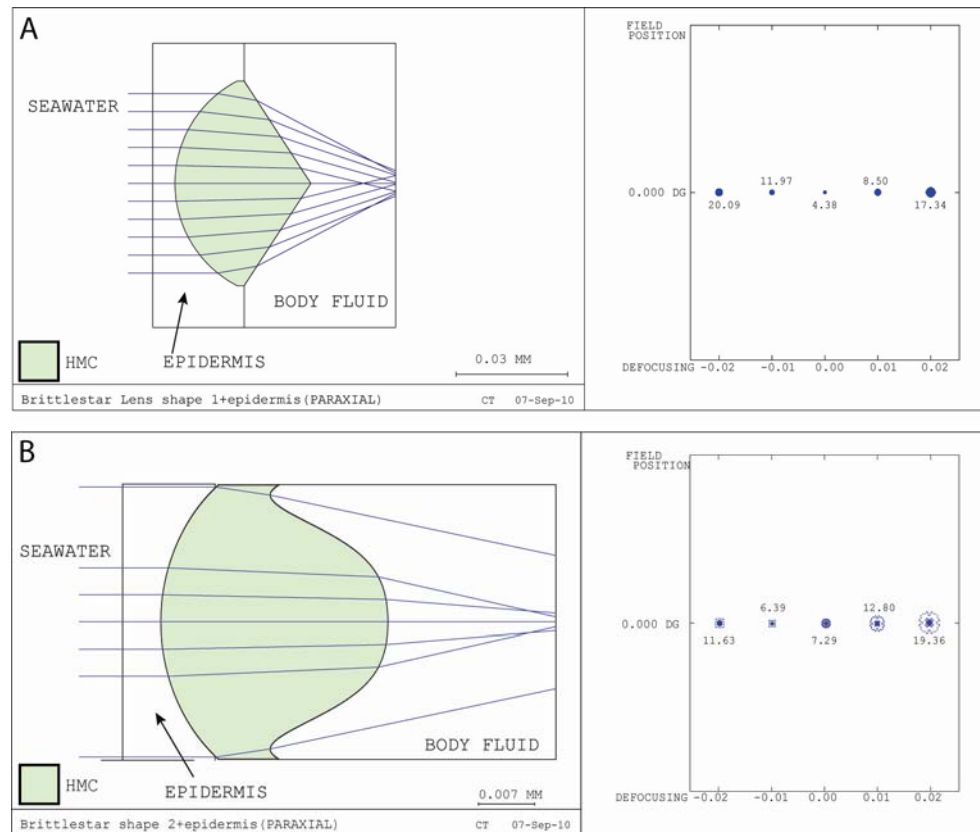 A
SEAWATER
BODY FLUID
EPIDERMIS
HMC
0.03 MM
Brittlestar Lens shape 1+epidermis(PARAXIAL) CT 07-Sep-10
FIELD
POSITION
11.97 8.50
0.000 DG
20.09 4.38 17.34
DEFOCUSING -0.02 -0.01 0.00 0.01 0.02
B
SEAWATER
BODY FLUID
EPIDERMIS
HMC
0.007 MM
Brittlestar shape 2+epidermis(PARAXIAL) CT 07-Sep-10
FIELD
POSITION
6.39 12.80
0.000 DG
11.63 7.29 19.36
DEFOCUSING -0.02 -0.01 0.00 0.01 0.02